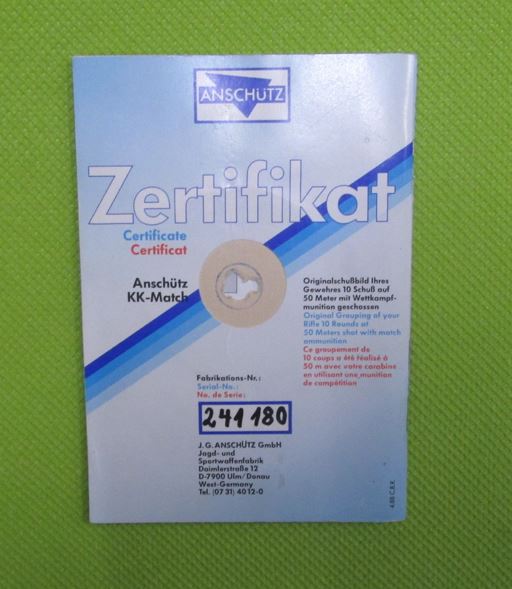 ANSCHÜTZ
Zertifikat
Certificate
Certificat
Anschütz
KK-Match
Originalschußbild Ihres
Gewehres 10 Schuß auf
50 Meter mit Wettkampf-
munition geschossen
Original Grouping of your
Rifle 10 Rounds at
50 Meters shot with match
ammunition
Ce groupement de
10 coups a été réalisé à
50 m avec votre carabine
en utilisant une munition
de compétition
Fabrikations-Nr.:
Serial-No.:
No. de Serie:
241 180
J. G. ANSCHÜTZ GmbH
Jagd- und
Sportwaffenfabrik
Daimlerstraße 12
D-7900 Ulm/Donau
West-Germany
Tel. (07 31) 40 12-0